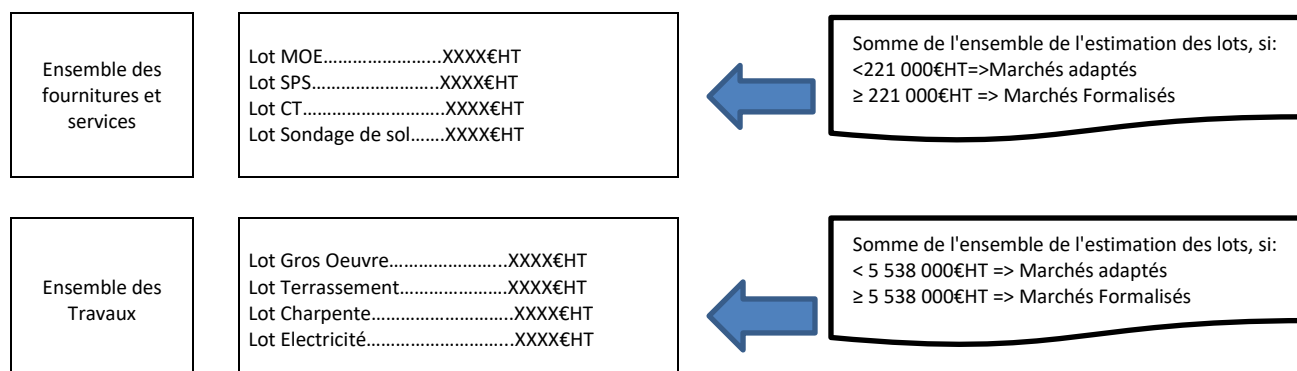 Ensemble des
fournitures et
services
Lot MOE…………………...XXXX€HT
Lot SPS……………………..XXXX€HT
Lot CT………………………..XXXX€HT
Lot Sondage de sol…….XXXX€HT
Somme de l'ensemble de l'estimation des lots, si:
<221 000€HT=>Marchés adaptés
≥ 221 000€HT => Marchés Formalisés
Ensemble des
Travaux
Lot Gros Oeuvre……………………..XXXX€HT
Lot Terrassement………………….XXXX€HT
Lot Charpente………………………..XXXX€HT
Lot Electricité………………………...XXXX€HT
Somme de l'ensemble de l'estimation des lots, si:
< 5 538 000€HT => Marchés adaptés
≥ 5 538 000€HT => Marchés Formalisés